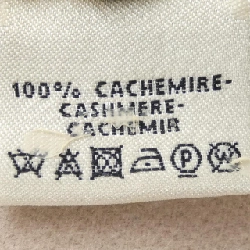 100% CACHEMIRE-
CASHMERE-
CACHEMIR
P W